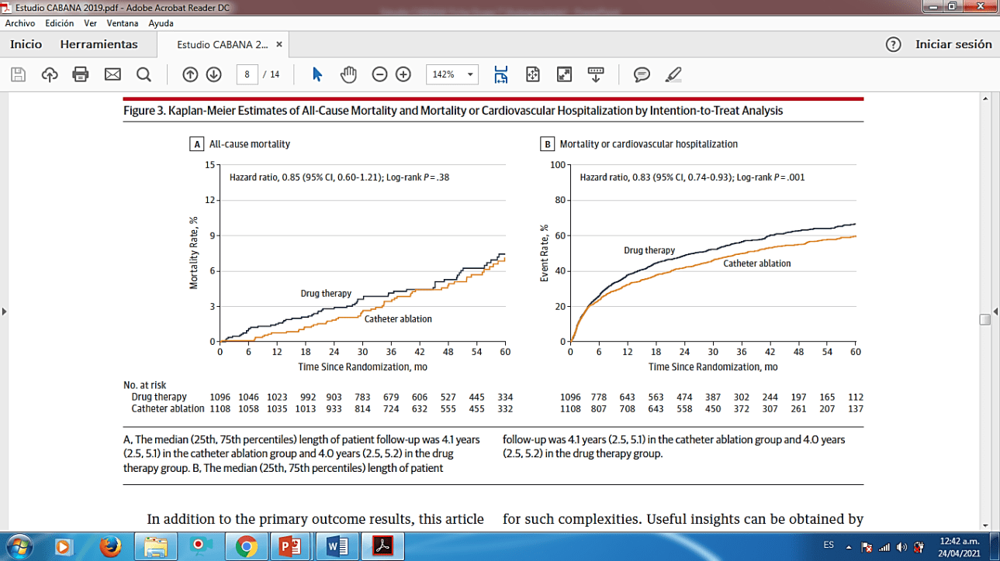 Estudio CABANA 2019.pdf - Adobe Acrobat Reader DC
Archivo Edición Ver Ventana Ayuda
Inicio Herramientas Estudio CABANA 2... × ? Iniciar sesión
8 / 14 142%
Figure 3. Kaplan-Meier Estimates of All-Cause Mortality and Mortality or Cardiovascular Hospitalization by Intention-to-Treat Analysis
A All-cause mortality
15
Hazard ratio, 0.85 (95% CI, 0.60-1.21); Log-rank P = .38
12
9
6
3
0
Mortality Rate, %
Drug therapy
Catheter ablation
0 6 12 18 24 30 36 42 48 54 60
Time Since Randomization, mo
No. at risk
Drug therapy 1096 1046 1023 992 903 783 679 606 527 445 334
Catheter ablation 1108 1058 1035 1013 933 814 724 632 555 455 332
B Mortality or cardiovascular hospitalization
100
Hazard ratio, 0.83 (95% CI, 0.74-0.93); Log-rank P = .001
80
60
40
20
0
Event Rate, %
Drug therapy
Catheter ablation
0 6 12 18 24 30 36 42 48 54 60
Time Since Randomization, mo
1096 778 643 563 474 387 302 244 197 165 112
1108 807 708 643 558 450 372 307 261 207 137
A, The median (25th, 75th percentiles) length of patient follow-up was 4.1 years
(2.5, 5.1) in the catheter ablation group and 4.0 years (2.5, 5.2) in the drug
therapy group. B, The median (25th, 75th percentiles) length of patient
follow-up was 4.1 years (2.5, 5.1) in the catheter ablation group and 4.0 years
(2.5, 5.2) in the drug therapy group.
In addition to the primary outcome results, this article
for such complexities. Useful insights can be obtained by
ES
12:42 a.m.
24/04/2021